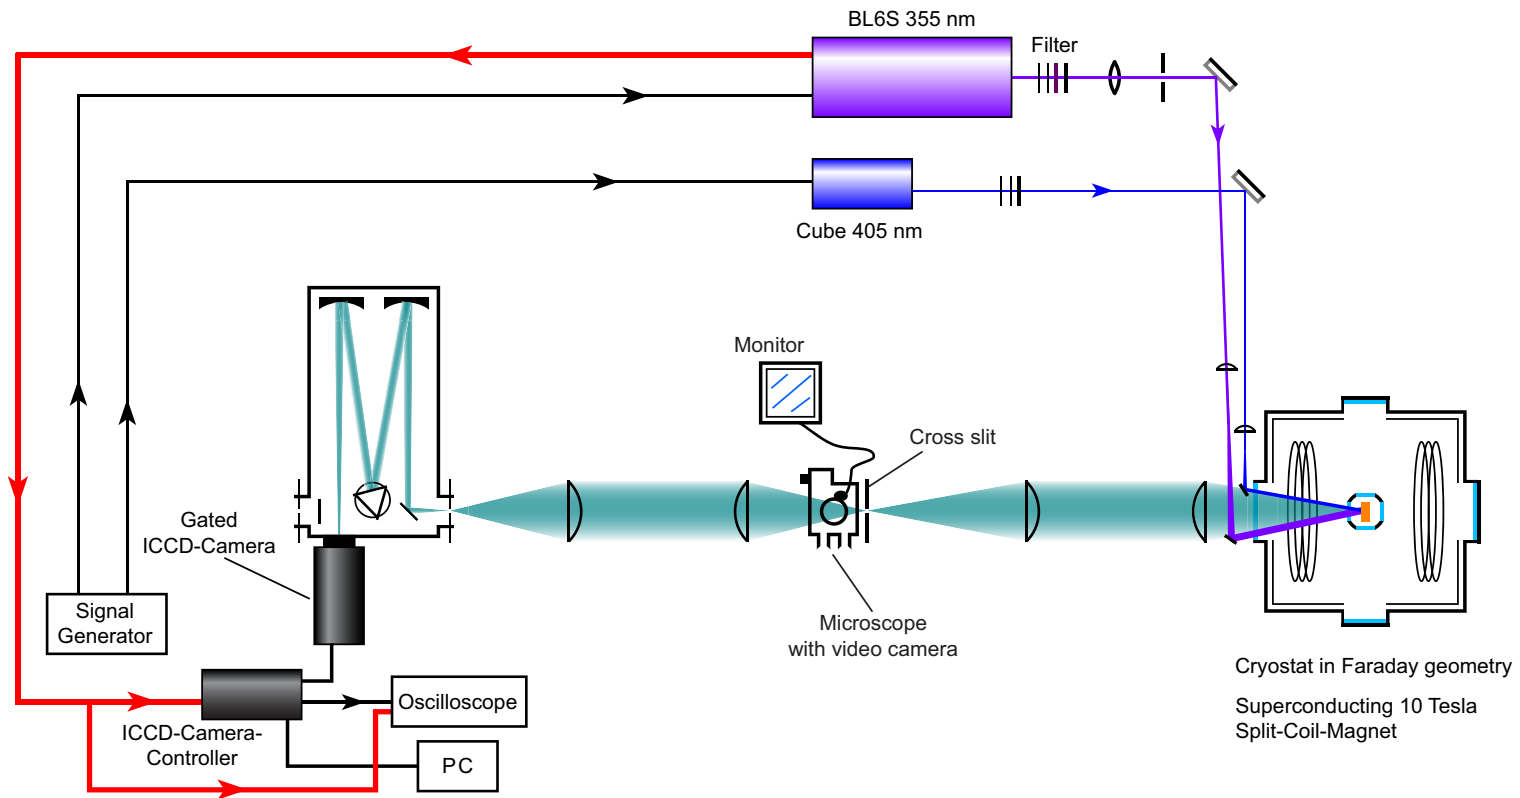 BL6S 355 nm
Filter
Cube 405 nm
Monitor
Cross slit
Gated
ICCD-Camera
Signal
Generator
Microscope
with video camera
Cryostat in Faraday geometry
Superconducting 10 Tesla
Split-Coil-Magnet
Oscilloscope
ICCD-Camera-
Controller
PC